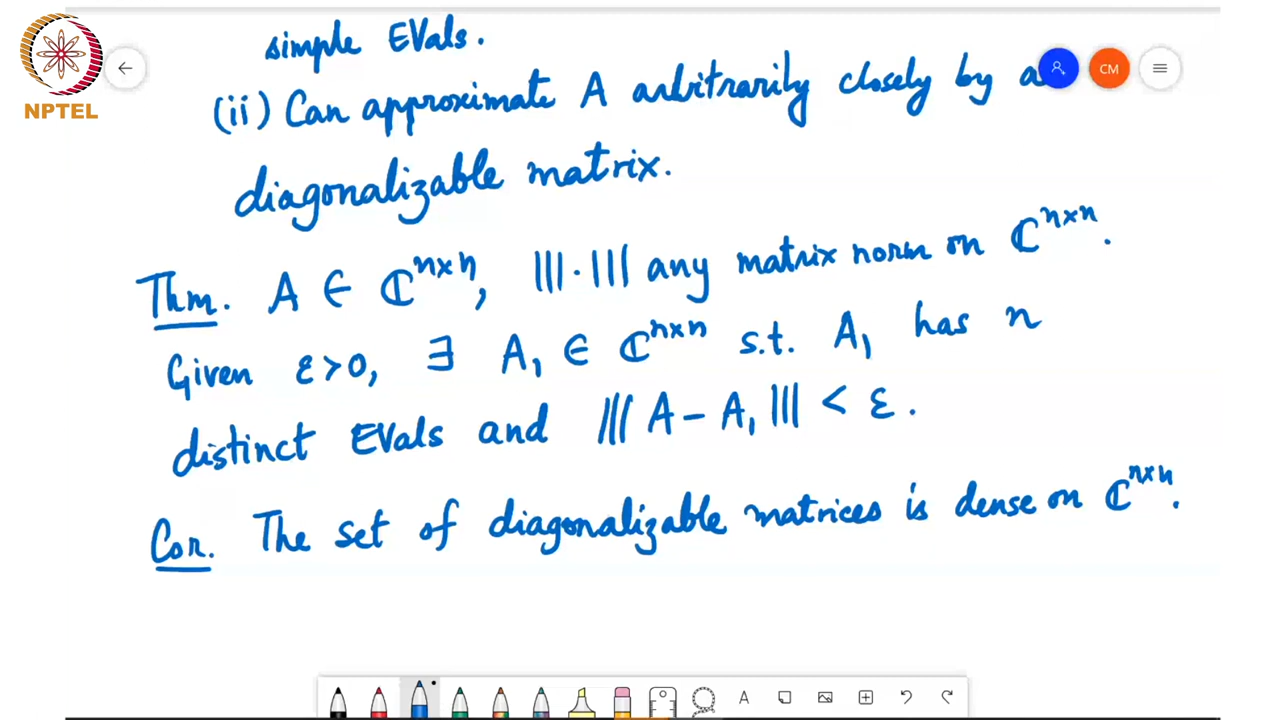 simple EVals.
(ii) Can approximate A arbitrarily closely by a
diagonalizable matrix.
Thm. A ∈ ℂ^{n×n}, |||·||| any matrix norm on ℂ^{n×n}.
Given ε>0, ∃ A₁ ∈ ℂ^{n×n} s.t. A₁ has n
distinct EVals and ||| A - A₁ ||| < ε.
Cor. The set of diagonalizable matrices is dense on ℂ^{n×n}.
NPTEL
CM
A